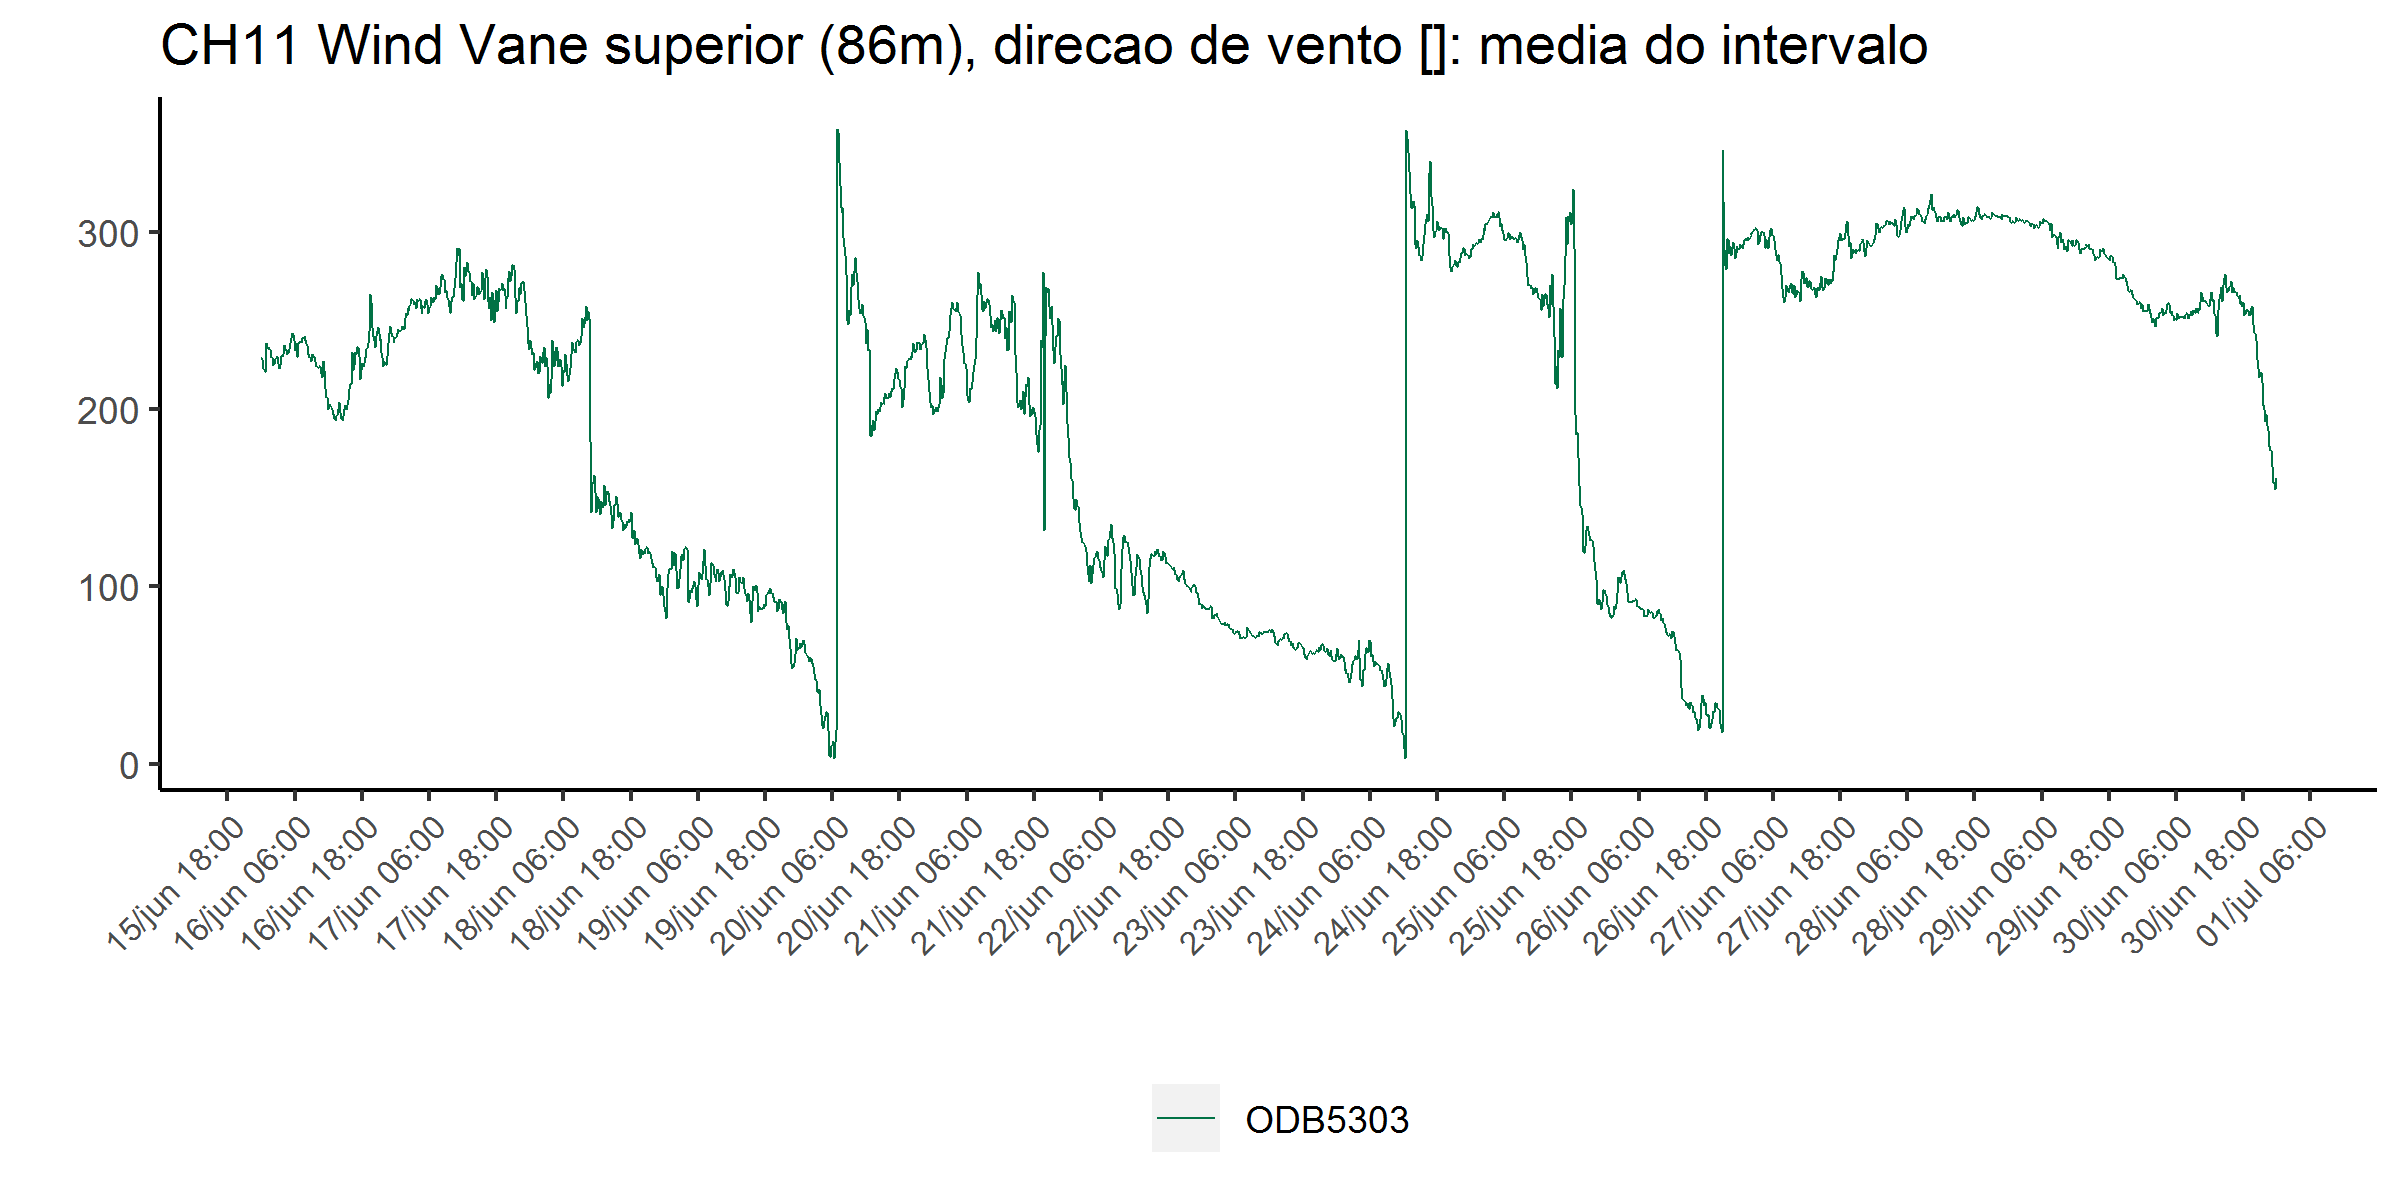 CH11 Wind Vane superior (86m), direcao de vento []: media do intervalo
300
200
100
0
15/jun 18:00
16/jun 06:00
16/jun 18:00
17/jun 06:00
17/jun 18:00
18/jun 06:00
18/jun 18:00
19/jun 06:00
19/jun 18:00
20/jun 06:00
20/jun 18:00
21/jun 06:00
21/jun 18:00
22/jun 06:00
22/jun 18:00
23/jun 06:00
23/jun 18:00
24/jun 06:00
24/jun 18:00
25/jun 06:00
25/jun 18:00
26/jun 06:00
26/jun 18:00
27/jun 06:00
27/jun 18:00
28/jun 06:00
28/jun 18:00
29/jun 06:00
29/jun 18:00
30/jun 06:00
30/jun 18:00
01/jul 06:00
ODB5303